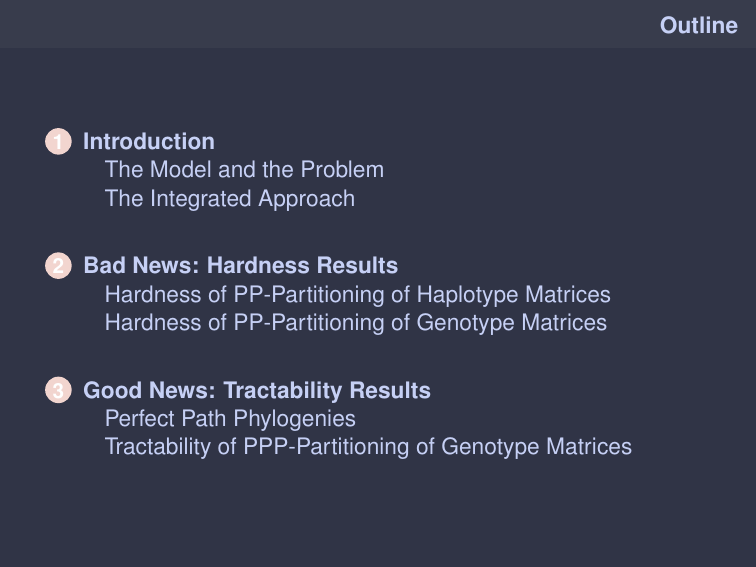 Outline
1 Introduction
The Model and the Problem
The Integrated Approach
2 Bad News: Hardness Results
Hardness of PP-Partitioning of Haplotype Matrices
Hardness of PP-Partitioning of Genotype Matrices
3 Good News: Tractability Results
Perfect Path Phylogenies
Tractability of PPP-Partitioning of Genotype Matrices